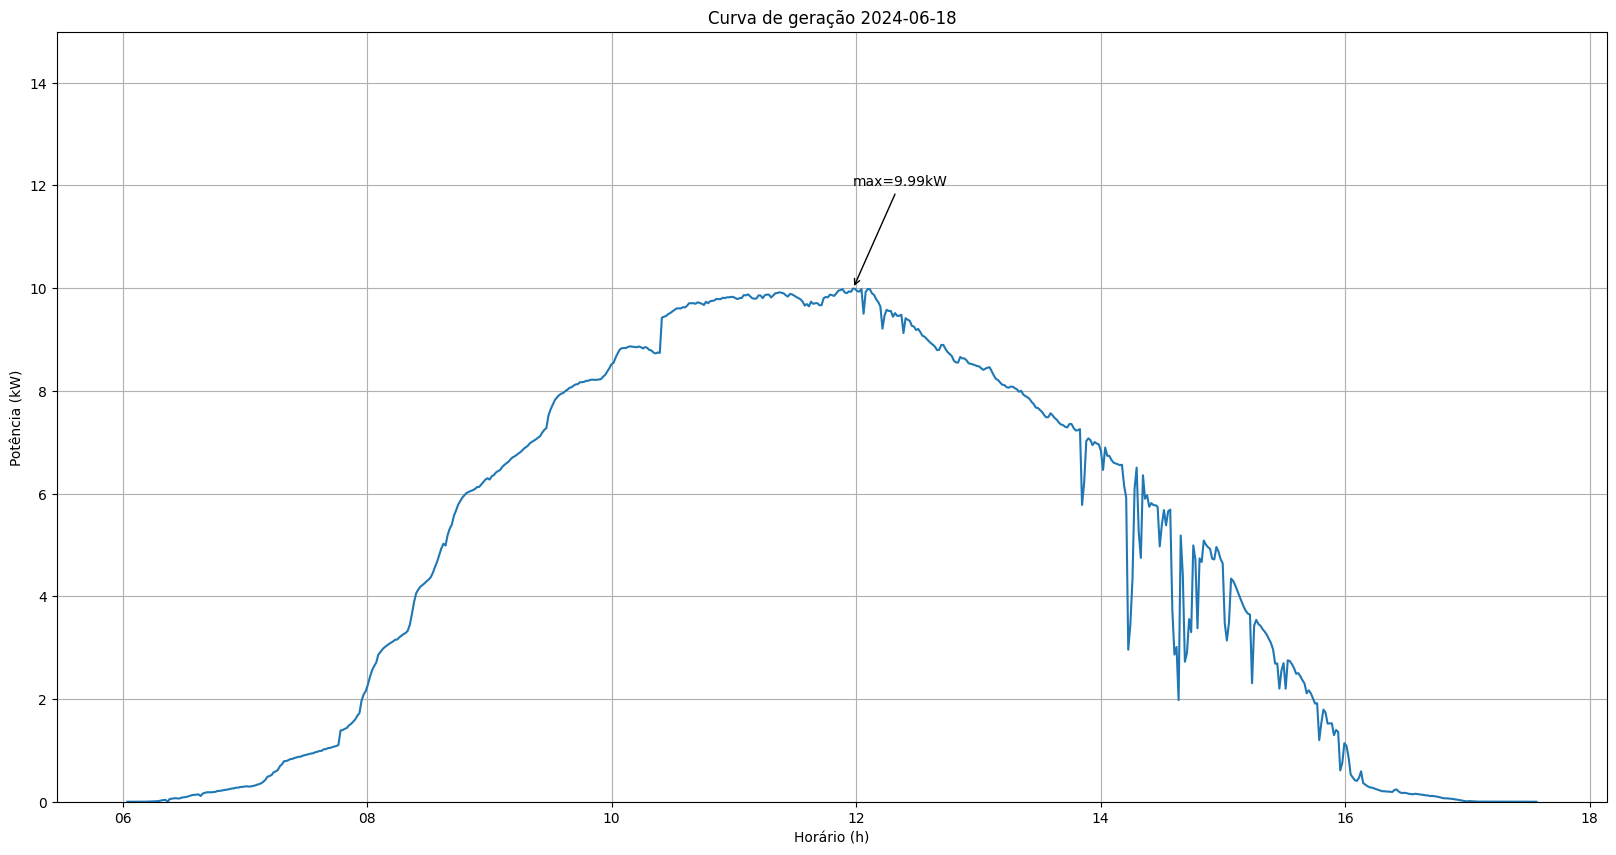 Curva de geração 2024-06-18
14
12
10
8
6
4
2
0
Potência (kW)
max=9.99kW
06 08 10 12 14 16 18
Horário (h)